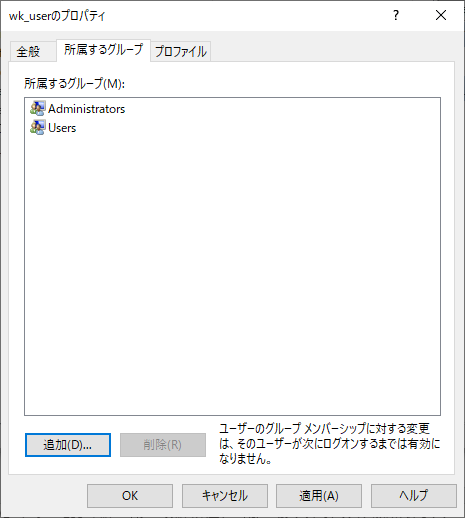 wk_userのプロパティ
?
全般
所属するグループ
プロファイル
所属するグループ(M):
Administrators
Users
追加(D)...
削除(R)
ユーザーのグループ メンバーシップに対する変更
は、そのユーザーが次にログオンするまでは有効に
なりません。
OK
キャンセル
適用(A)
ヘルプ